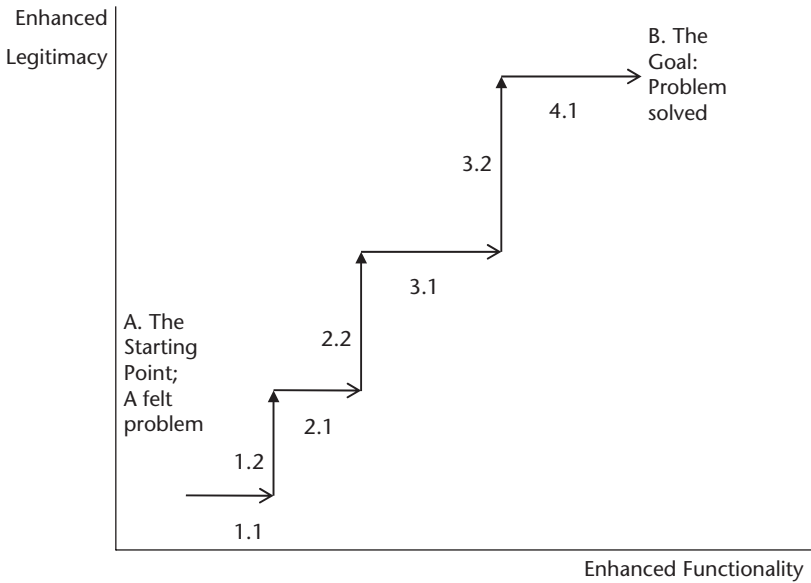 Enhanced
Legitimacy
B. The
Goal:
Problem
solved
4.1
3.2
3.1
A. The
Starting
Point;
A felt
problem
2.2
2.1
1.2
1.1
Enhanced Functionality